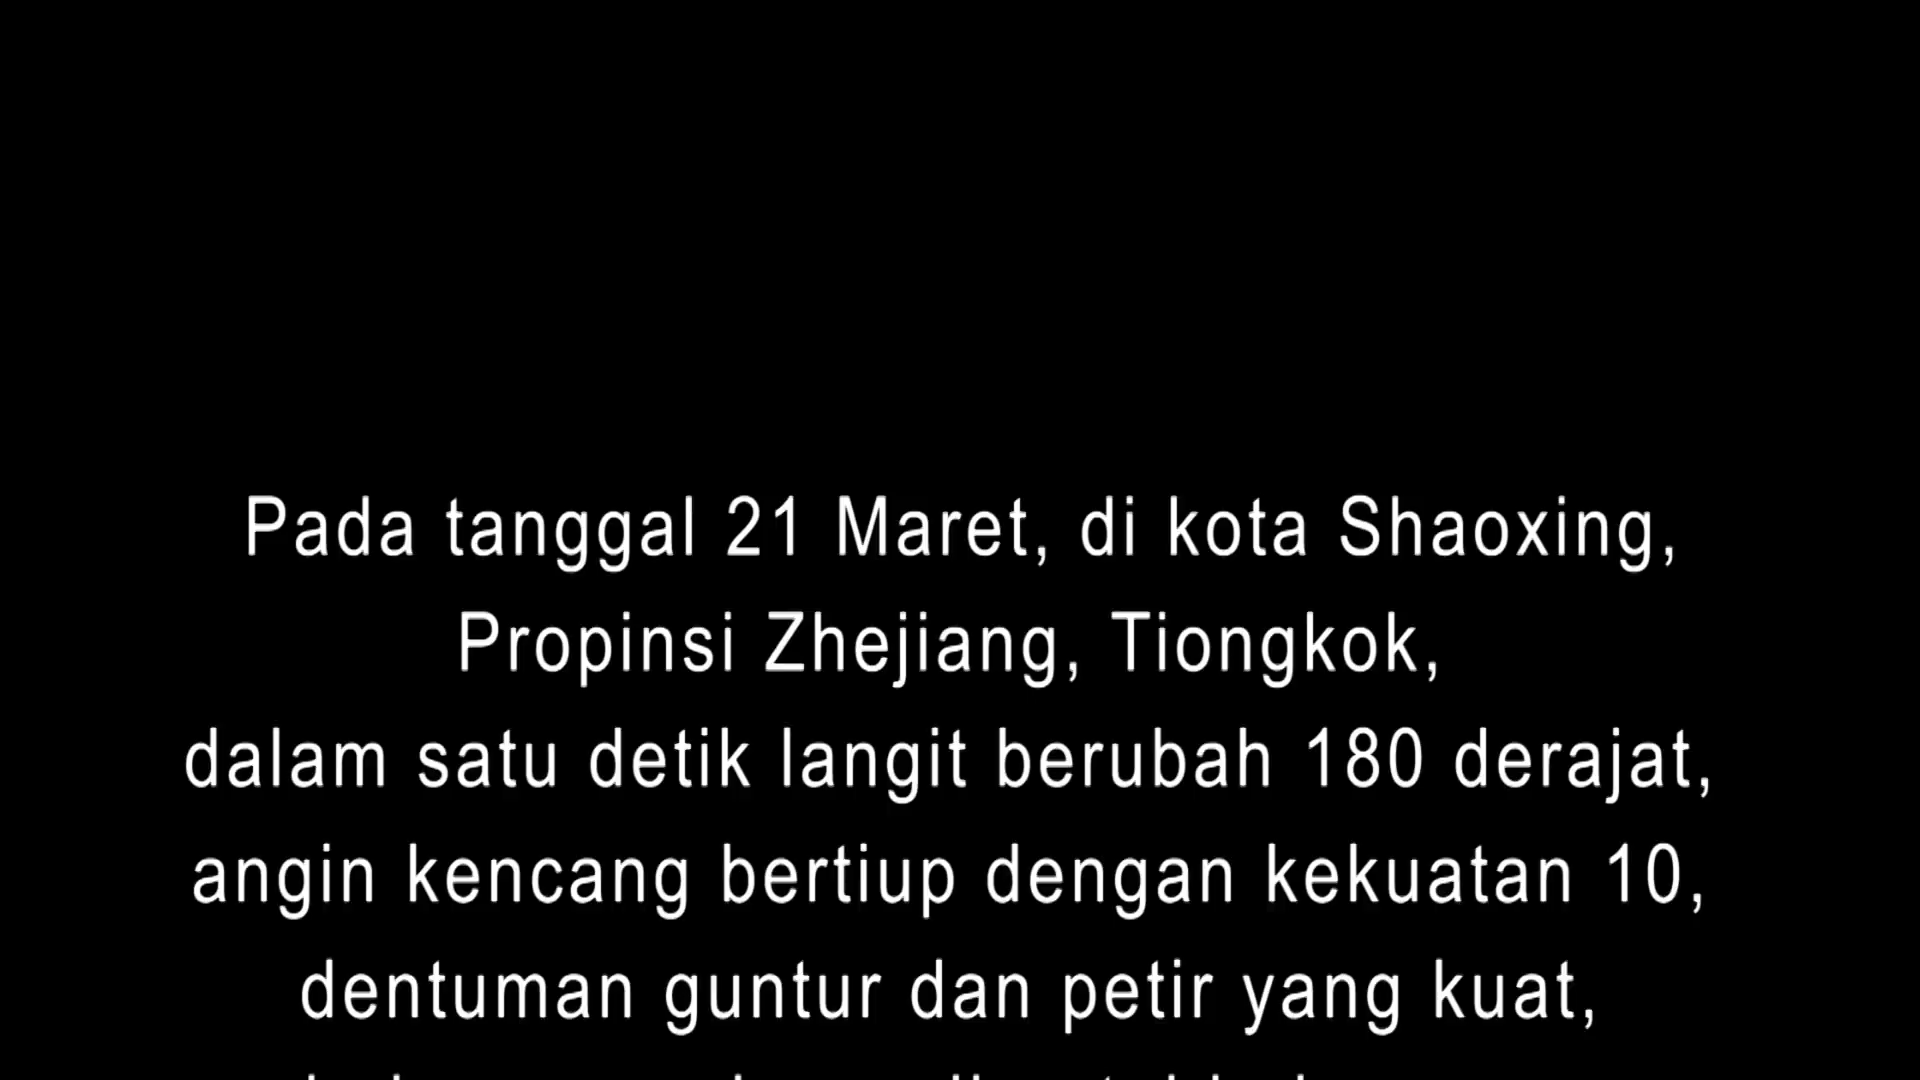 Pada tanggal 21 Maret, di kota Shaoxing,
Propinsi Zhejiang, Tiongkok,
dalam satu detik langit berubah 180 derajat,
angin kencang bertiup dengan kekuatan 10,
dentuman guntur dan petir yang kuat,